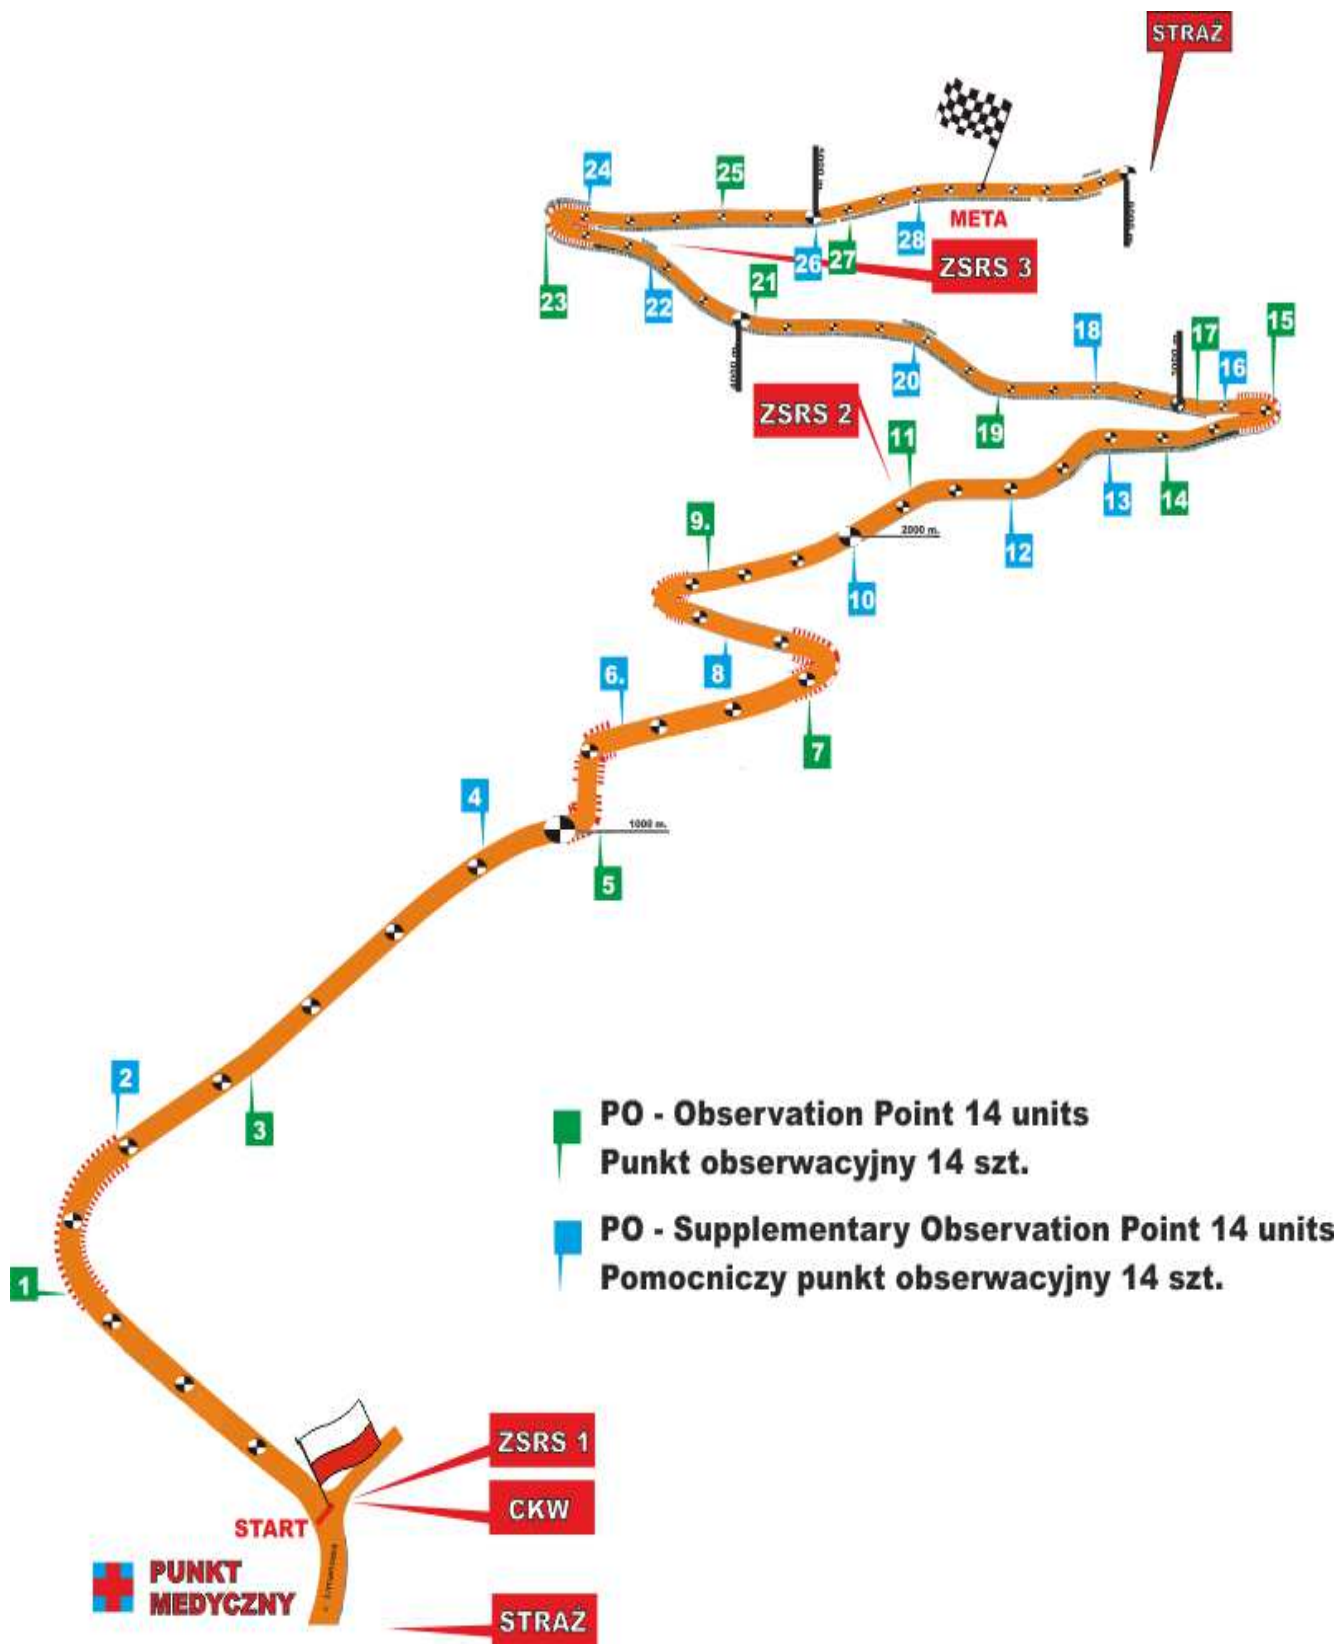 STRAŻ
24
25
META
28
27
26
ZSRS 3
23
22
21
20
18
17
16
15
ZSRS 2
11
19
13
14
12
9.
2000 m.
10
6.
8
7
4
1000 m.
5
2
3
PO - Observation Point 14 units
Punkt obserwacyjny 14 szt.
PO - Supplementary Observation Point 14 units
Pomocniczy punkt obserwacyjny 14 szt.
1
ZSRS 1
CKW
START
PUNKT
MEDYCZNY
STRAŻ